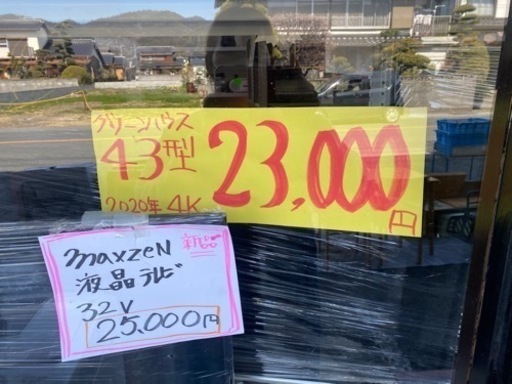 グリーンハウス
43型
2020年 4K
23,000
円
maxzen
新品
液晶テレビ
32V
25.000円